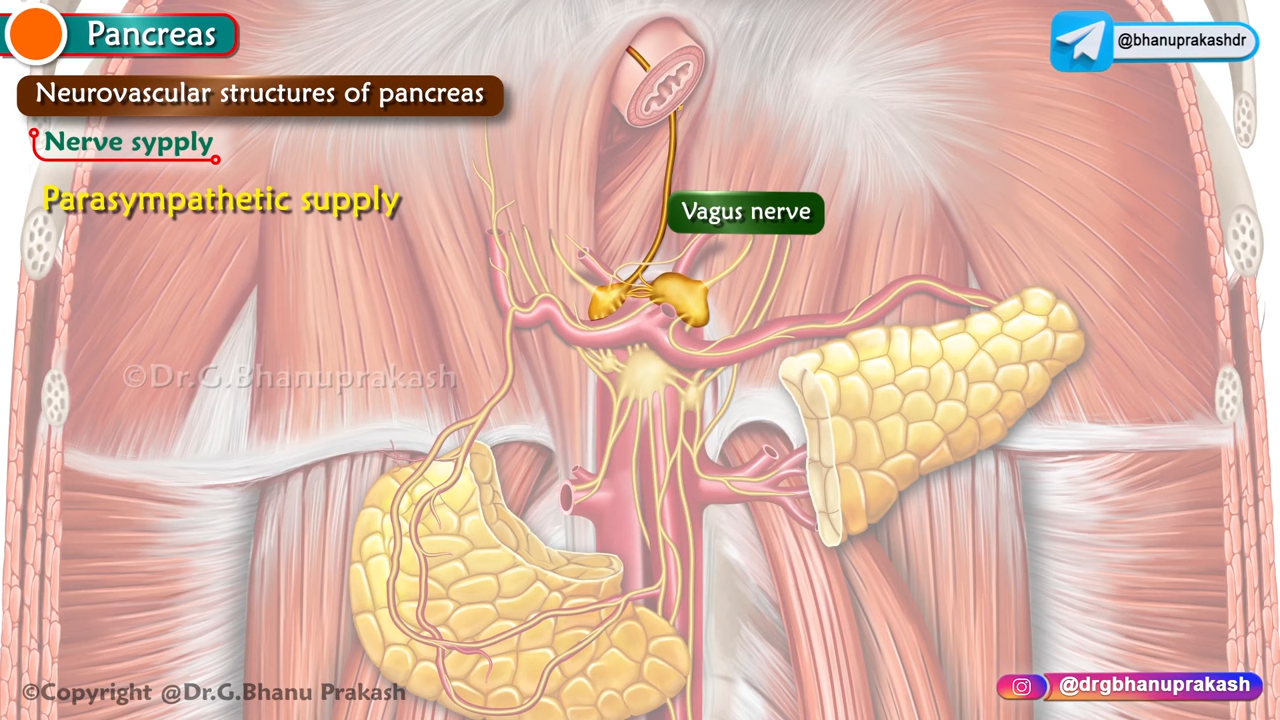 Pancreas
@bhanuprakashdr
Neurovascular structures of pancreas
Nerve sypply
Parasympathetic supply
Vagus nerve
©Dr.G.Bhanuprakash
©Copyright @Dr.G.Bhanu Prakash
@drgbhanuprakash